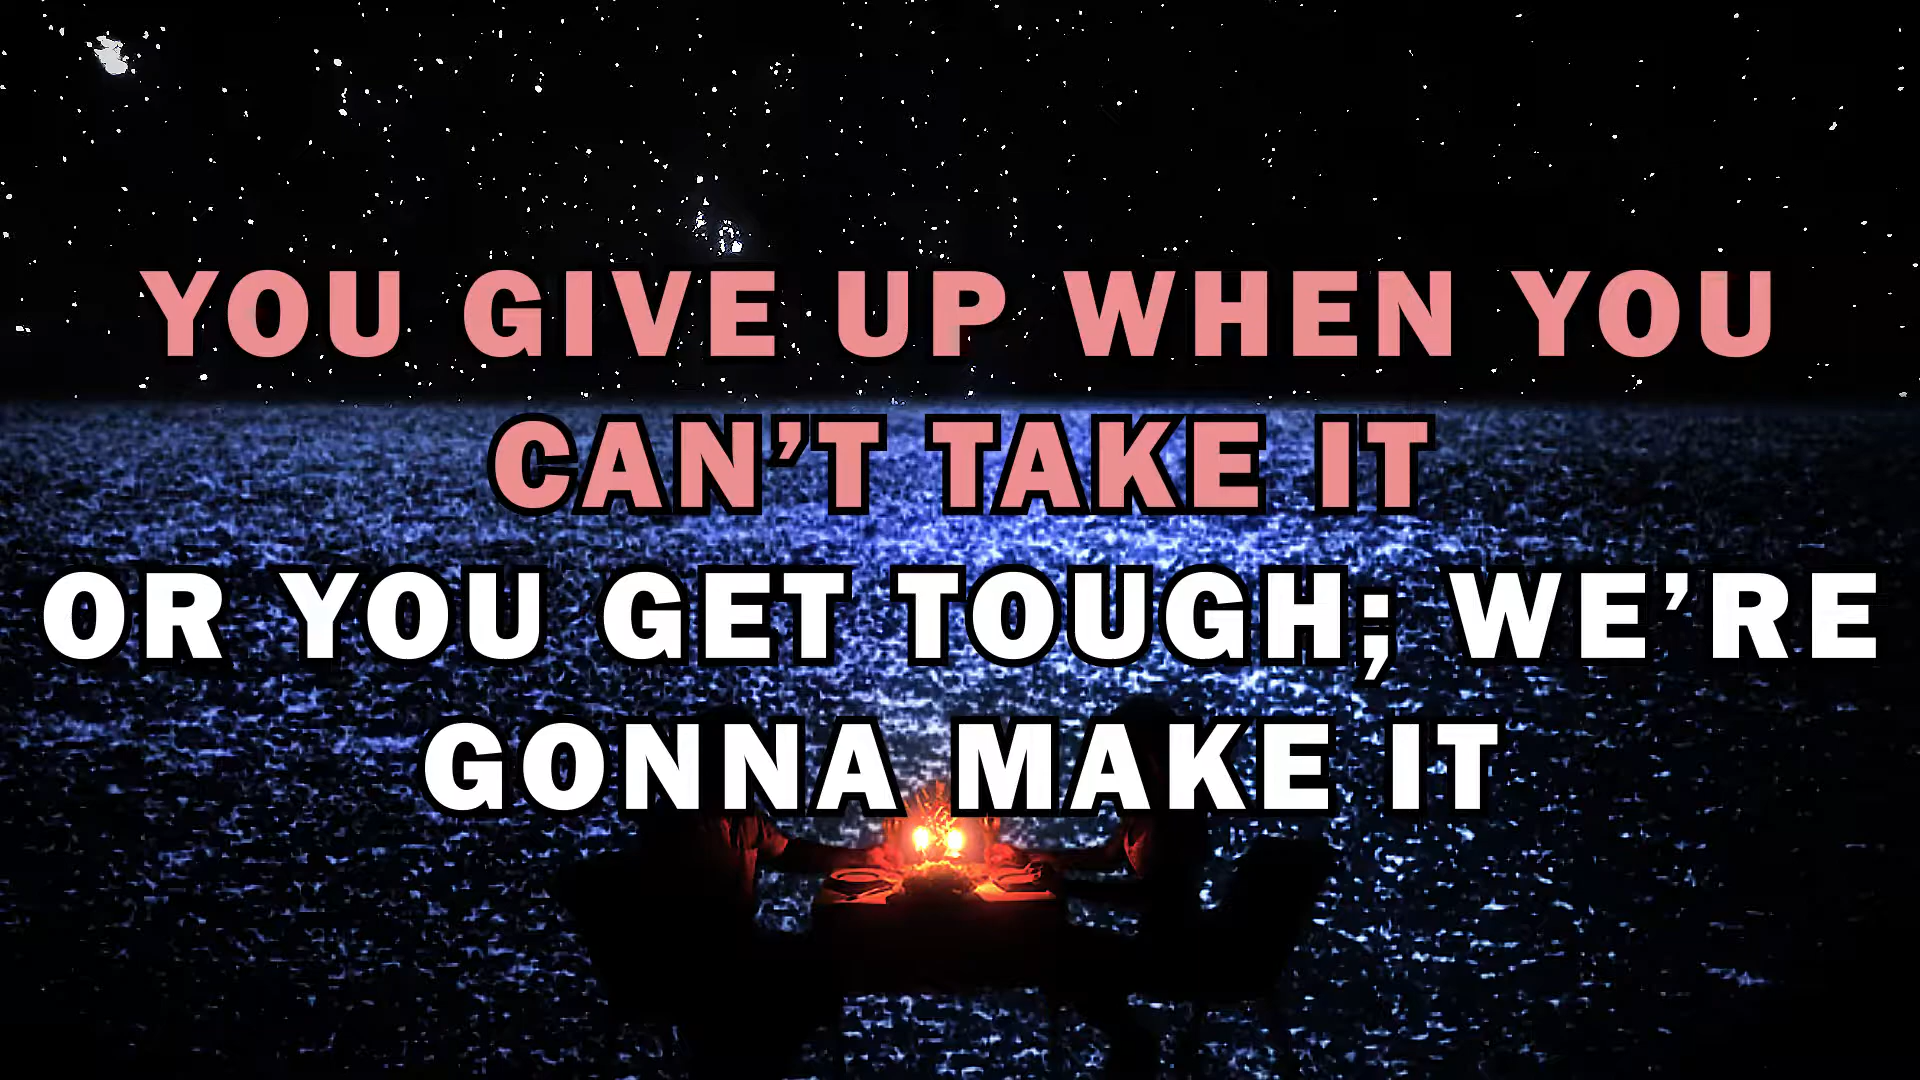 YOU GIVE UP WHEN YOU
CAN’T TAKE IT
OR YOU GET TOUGH; WE’RE
GONNA MAKE IT